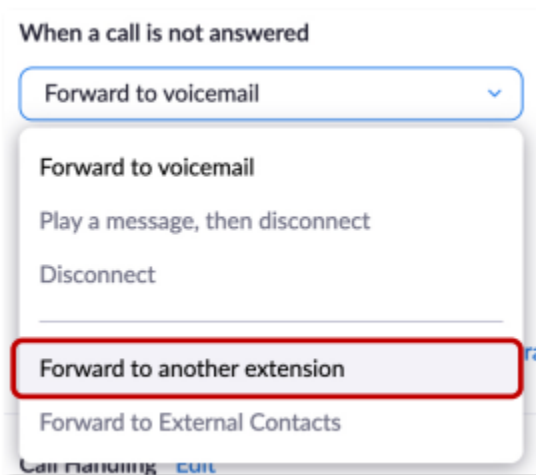 When a call is not answered
Forward to voicemail
Forward to voicemail
Play a message, then disconnect
Disconnect
Forward to another extension
Forward to External Contacts
Call Handling Edit